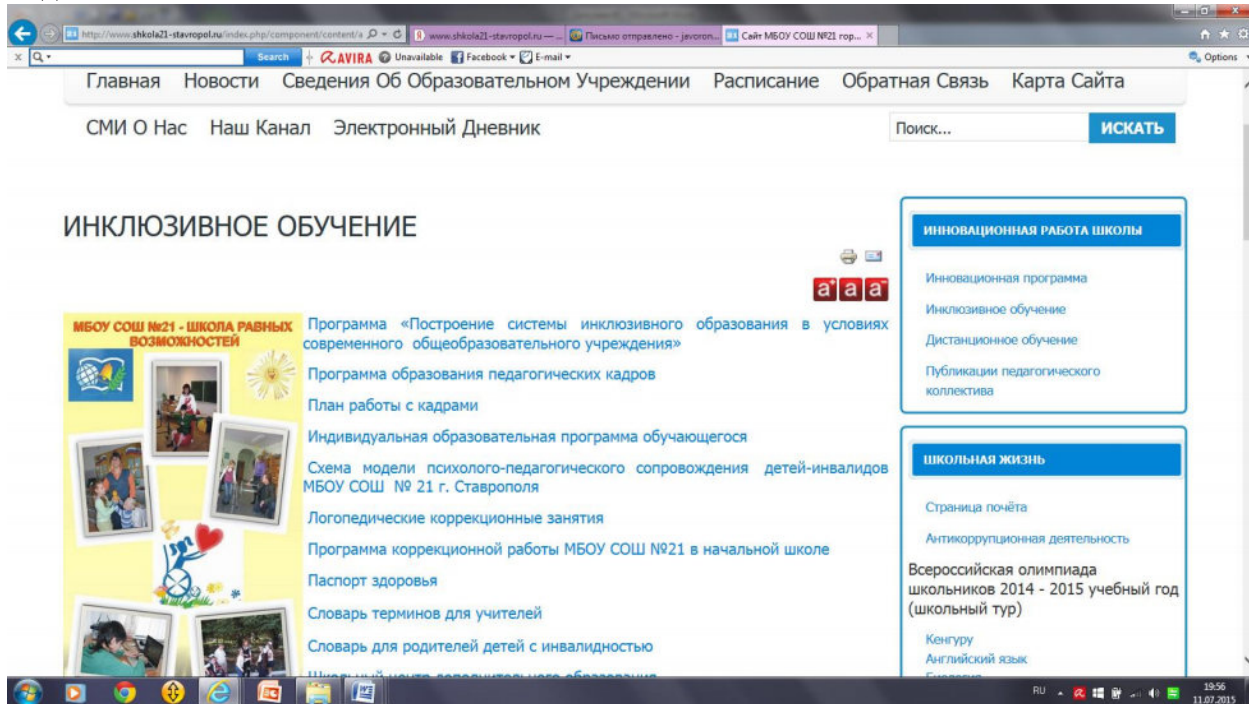 http://www.shkola21-stavropol.ru/index.php/component/content/a
www.shkola21-stavropol.ru — ...
Письмо отправлено - javoron...
Сайт МБОУ СОШ №21 гор...
Search
AVIRA
Unavailable
Facebook
E-mail
Options
Главная Новости Сведения Об Образовательном Учреждении Расписание Обратная Связь Карта Сайта
СМИ О Нас Наш Канал Электронный Дневник
Поиск...
ИСКАТЬ
ИНКЛЮЗИВНОЕ ОБУЧЕНИЕ
a+ a a-
МБОУ СОШ №21 - ШКОЛА РАВНЫХ
ВОЗМОЖНОСТЕЙ
Программа «Построение системы инклюзивного образования в условиях
современного общеобразовательного учреждения»
Программа образования педагогических кадров
План работы с кадрами
Индивидуальная образовательная программа обучающегося
Схема модели психолого-педагогического сопровождения детей-инвалидов
МБОУ СОШ № 21 г. Ставрополя
Логопедические коррекционные занятия
Программа коррекционной работы МБОУ СОШ №21 в начальной школе
Паспорт здоровья
Словарь терминов для учителей
Словарь для родителей детей с инвалидностью
Школьный центр дополнительного образования
ИННОВАЦИОННАЯ РАБОТА ШКОЛЫ
Инновационная программа
Инклюзивное обучение
Дистанционное обучение
Публикации педагогического
коллектива
ШКОЛЬНАЯ ЖИЗНЬ
Страница почёта
Антикоррупционная деятельность
Всероссийская олимпиада
школьников 2014 - 2015 учебный год
(школьный тур)
Кенгуру
Английский язык
Биология
RU
19:56
11.07.2015